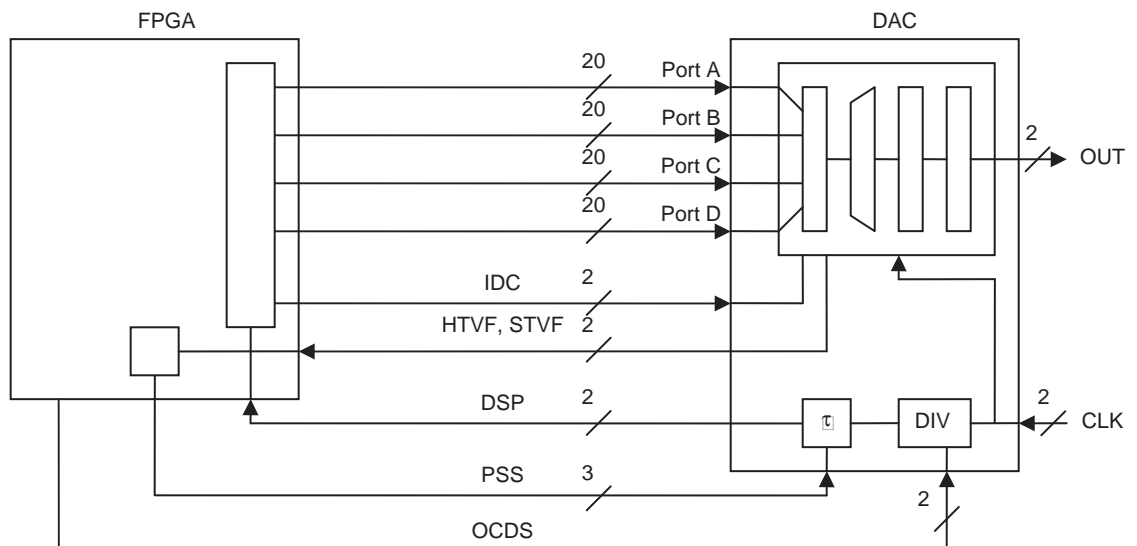 FPGA
DAC
20
Port A
20
Port B
20
Port C
20
Port D
2
OUT
IDC
2
HTVF, STVF
2
DSP
2
τ
DIV
2
CLK
PSS
3
2
OCDS